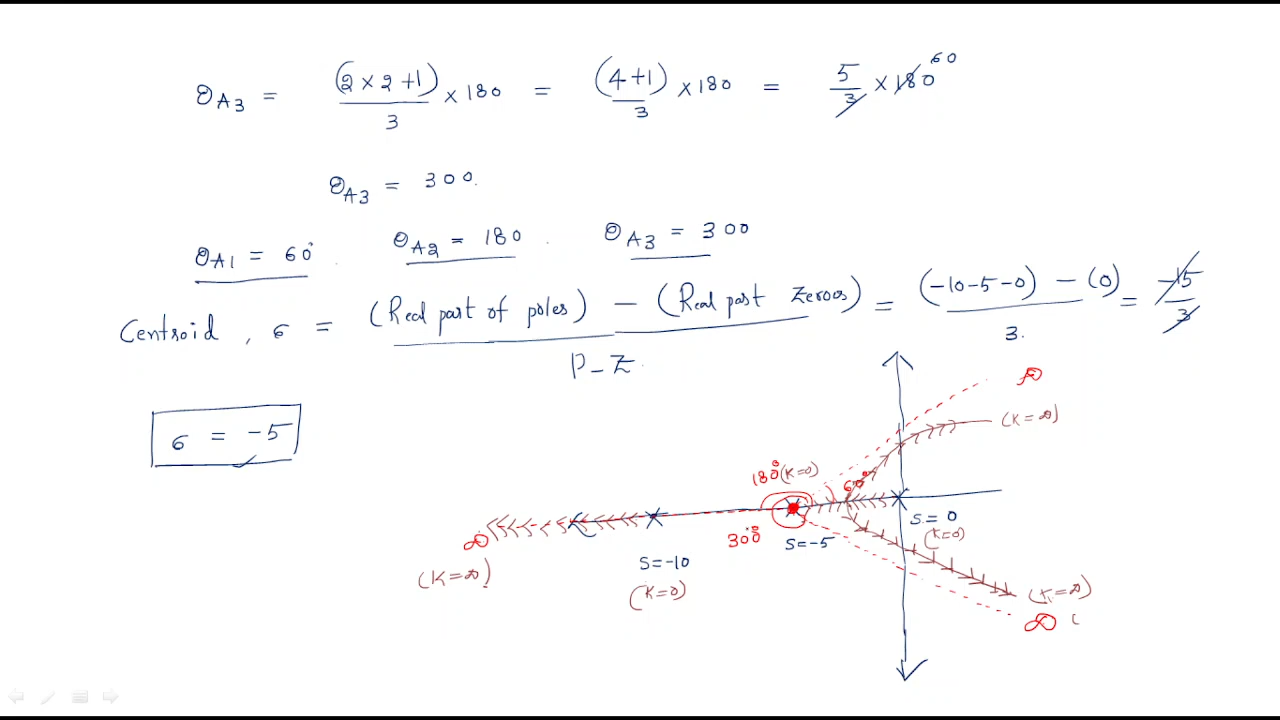 θA3 = (2×2+1)/3 × 180 = (4+1)/3 × 180 = 5/3 × 180 60
θA3 = 300.
θA1 = 60° . θA2 = 180 . θA3 = 300
Centroid , σ = (Real part of poles) − (Real part Zeroes) / P−Z = (−10−5−0) − (0) / 3. = −15/3
σ = −5
∞
(K=∞)
180° (K=0) 60°
∞ 300° S=−5 S=0
(K=0)
(K=∞) S=−10
(K=0) (K=∞)
∞ (